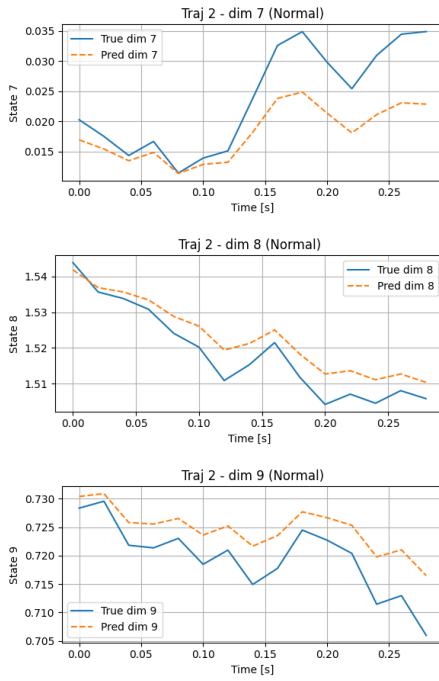 Traj 2 - dim 7 (Normal)
0.035
0.030
0.025
0.020
0.015
State 7
True dim 7
Pred dim 7
0.00 0.05 0.10 0.15 0.20 0.25
Time [s]
Traj 2 - dim 8 (Normal)
1.54
1.53
1.52
1.51
State 8
True dim 8
Pred dim 8
0.00 0.05 0.10 0.15 0.20 0.25
Time [s]
Traj 2 - dim 9 (Normal)
0.730
0.725
0.720
0.715
0.710
0.705
State 9
True dim 9
Pred dim 9
0.00 0.05 0.10 0.15 0.20 0.25
Time [s]